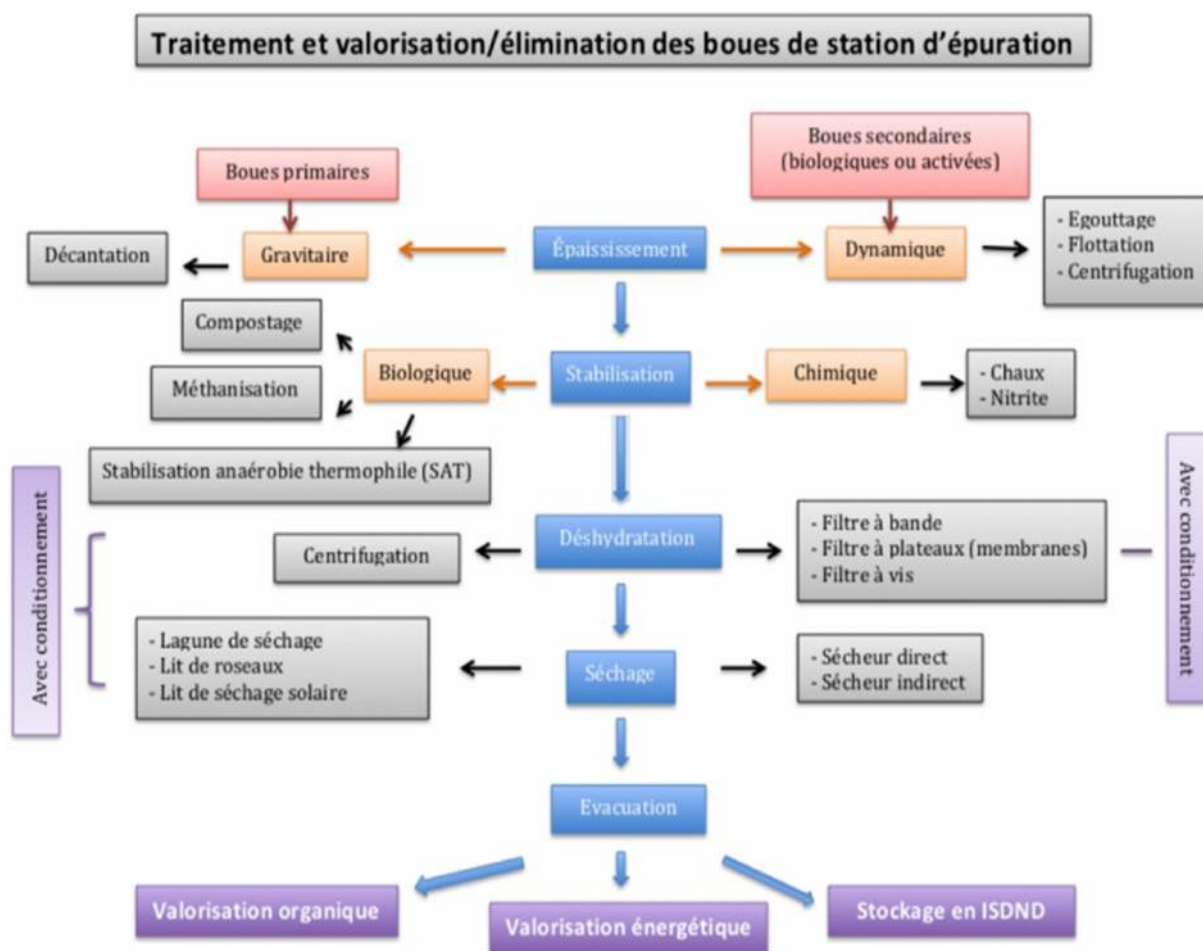 Traitement et valorisation/élimination des boues de station d'épuration
Boues primaires
Boues secondaires
(biologiques ou activées)
Décantation
Gravitaire
Épaississement
Dynamique
- Egouttage
- Flottation
- Centrifugation
Compostage
Méthanisation
Biologique
Stabilisation
Chimique
- Chaux
- Nitrite
Stabilisation anaérobie thermophile (SAT)
Avec conditionnement
Centrifugation
Déshydratation
- Filtre à bande
- Filtre à plateaux (membranes)
- Filtre à vis
Avec conditionnement
- Lagune de séchage
- Lit de roseaux
- Lit de séchage solaire
Séchage
- Sécheur direct
- Sécheur indirect
Evacuation
Valorisation organique
Valorisation énergétique
Stockage en ISDND